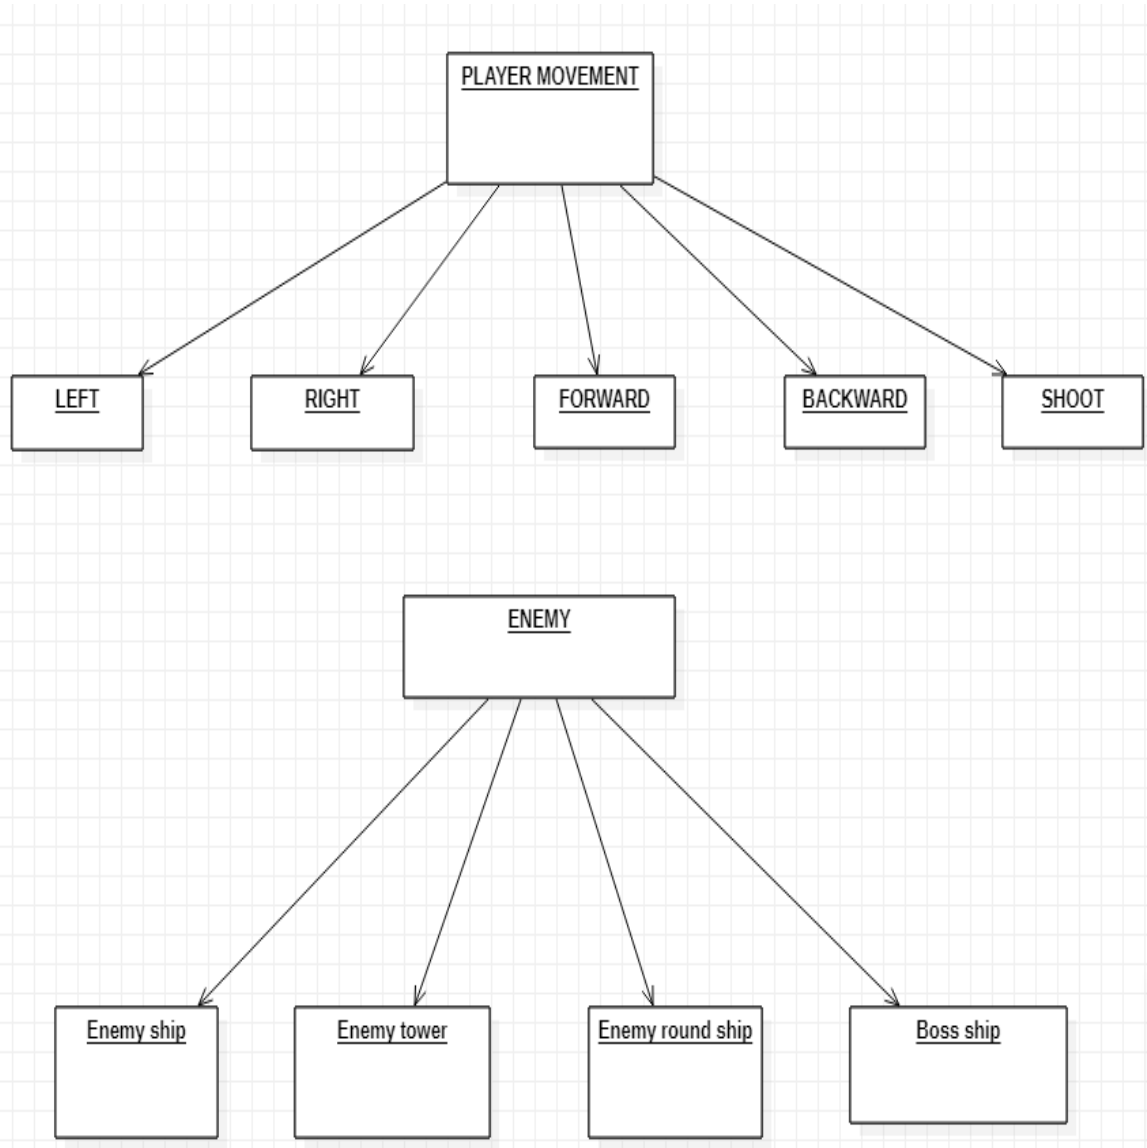 PLAYER MOVEMENT
LEFT
RIGHT
FORWARD
BACKWARD
SHOOT
ENEMY
Enemy ship
Enemy tower
Enemy round ship
Boss ship